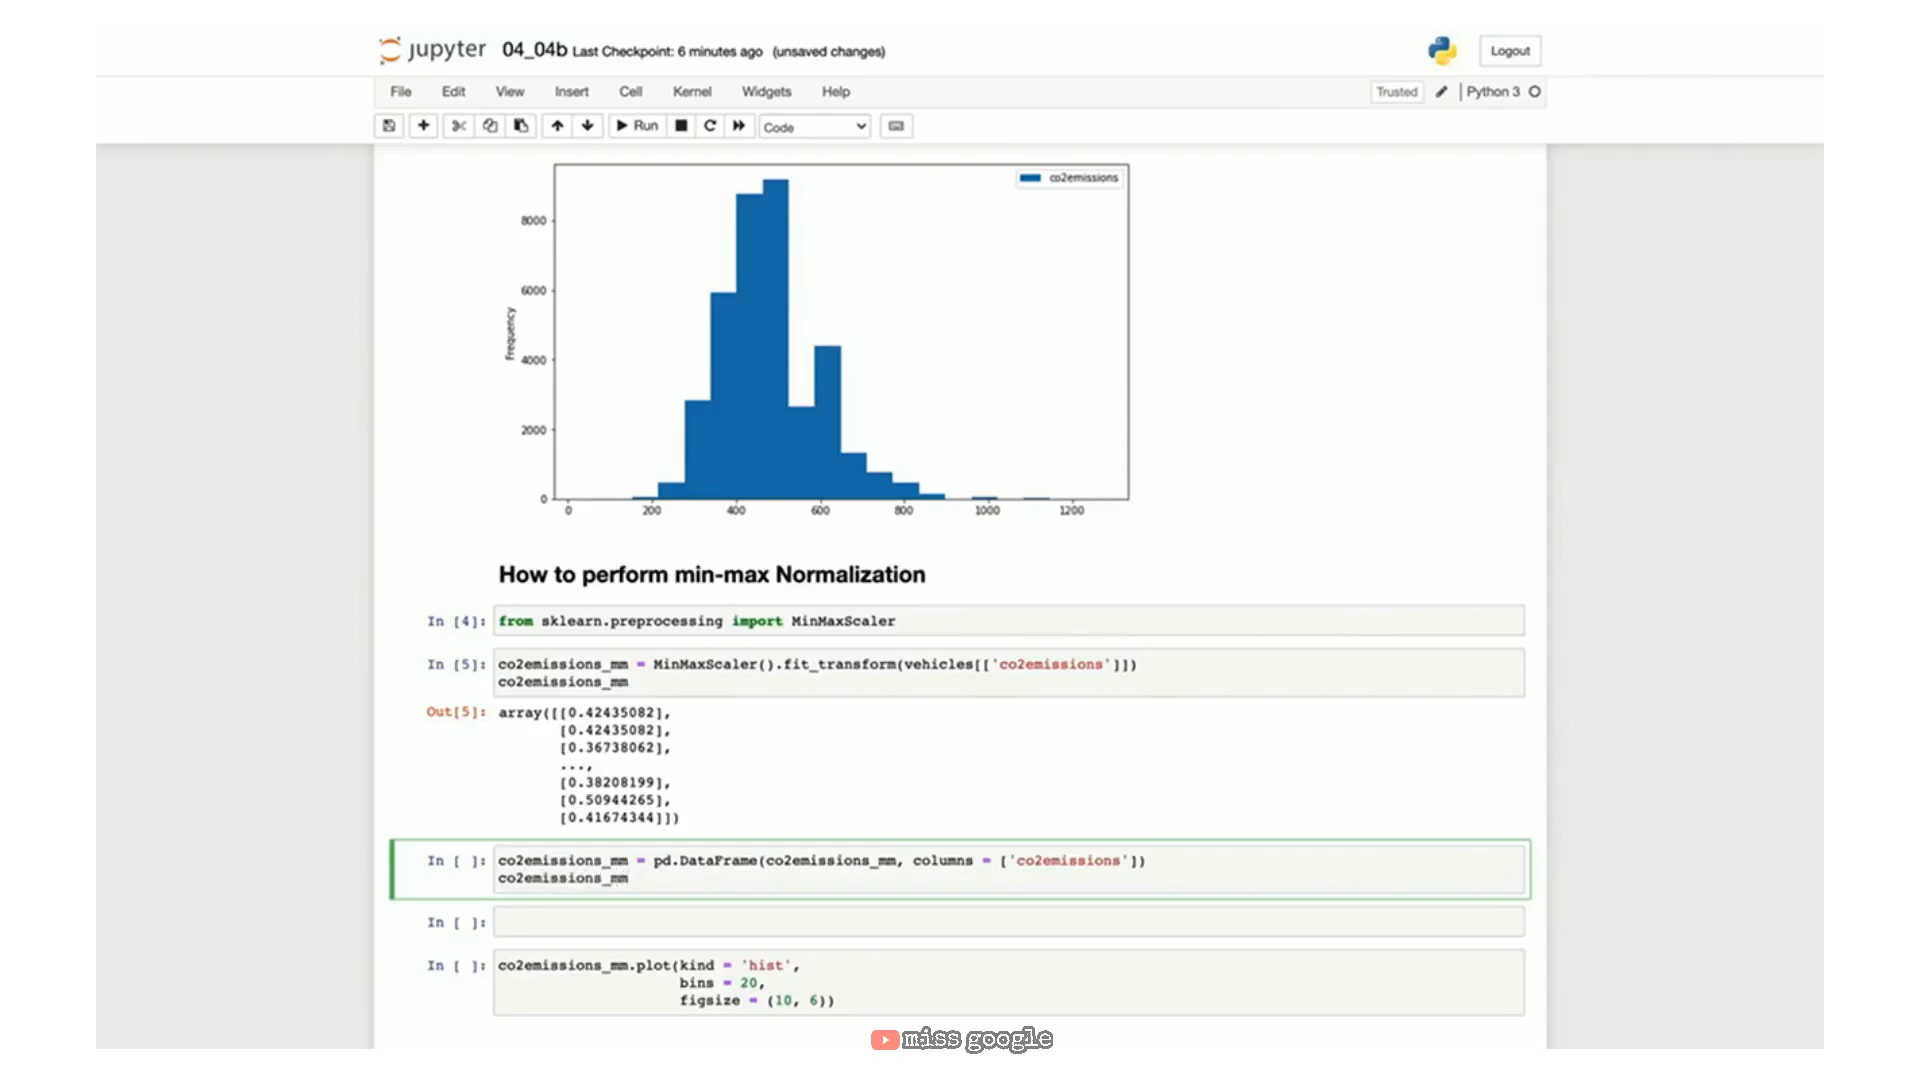 jupyter 04_04b Last Checkpoint: 6 minutes ago (unsaved changes) Logout
File Edit View Insert Cell Kernel Widgets Help Trusted Python 3
Run Code
co2emissions
8000
6000
4000
2000
0
Frequency
0 200 400 600 800 1000 1200
How to perform min-max Normalization
In [4]: from sklearn.preprocessing import MinMaxScaler
In [5]: co2emissions_mm = MinMaxScaler().fit_transform(vehicles[['co2emissions']])
co2emissions_mm
Out[5]: array([[0.42435082],
[0.42435082],
[0.36738062],
...,
[0.38208199],
[0.50944265],
[0.41674344]])
In [ ]: co2emissions_mm = pd.DataFrame(co2emissions_mm, columns = ['co2emissions'])
co2emissions_mm
In [ ]:
In [ ]: co2emissions_mm.plot(kind = 'hist',
bins = 20,
figsize = (10, 6))
miss google